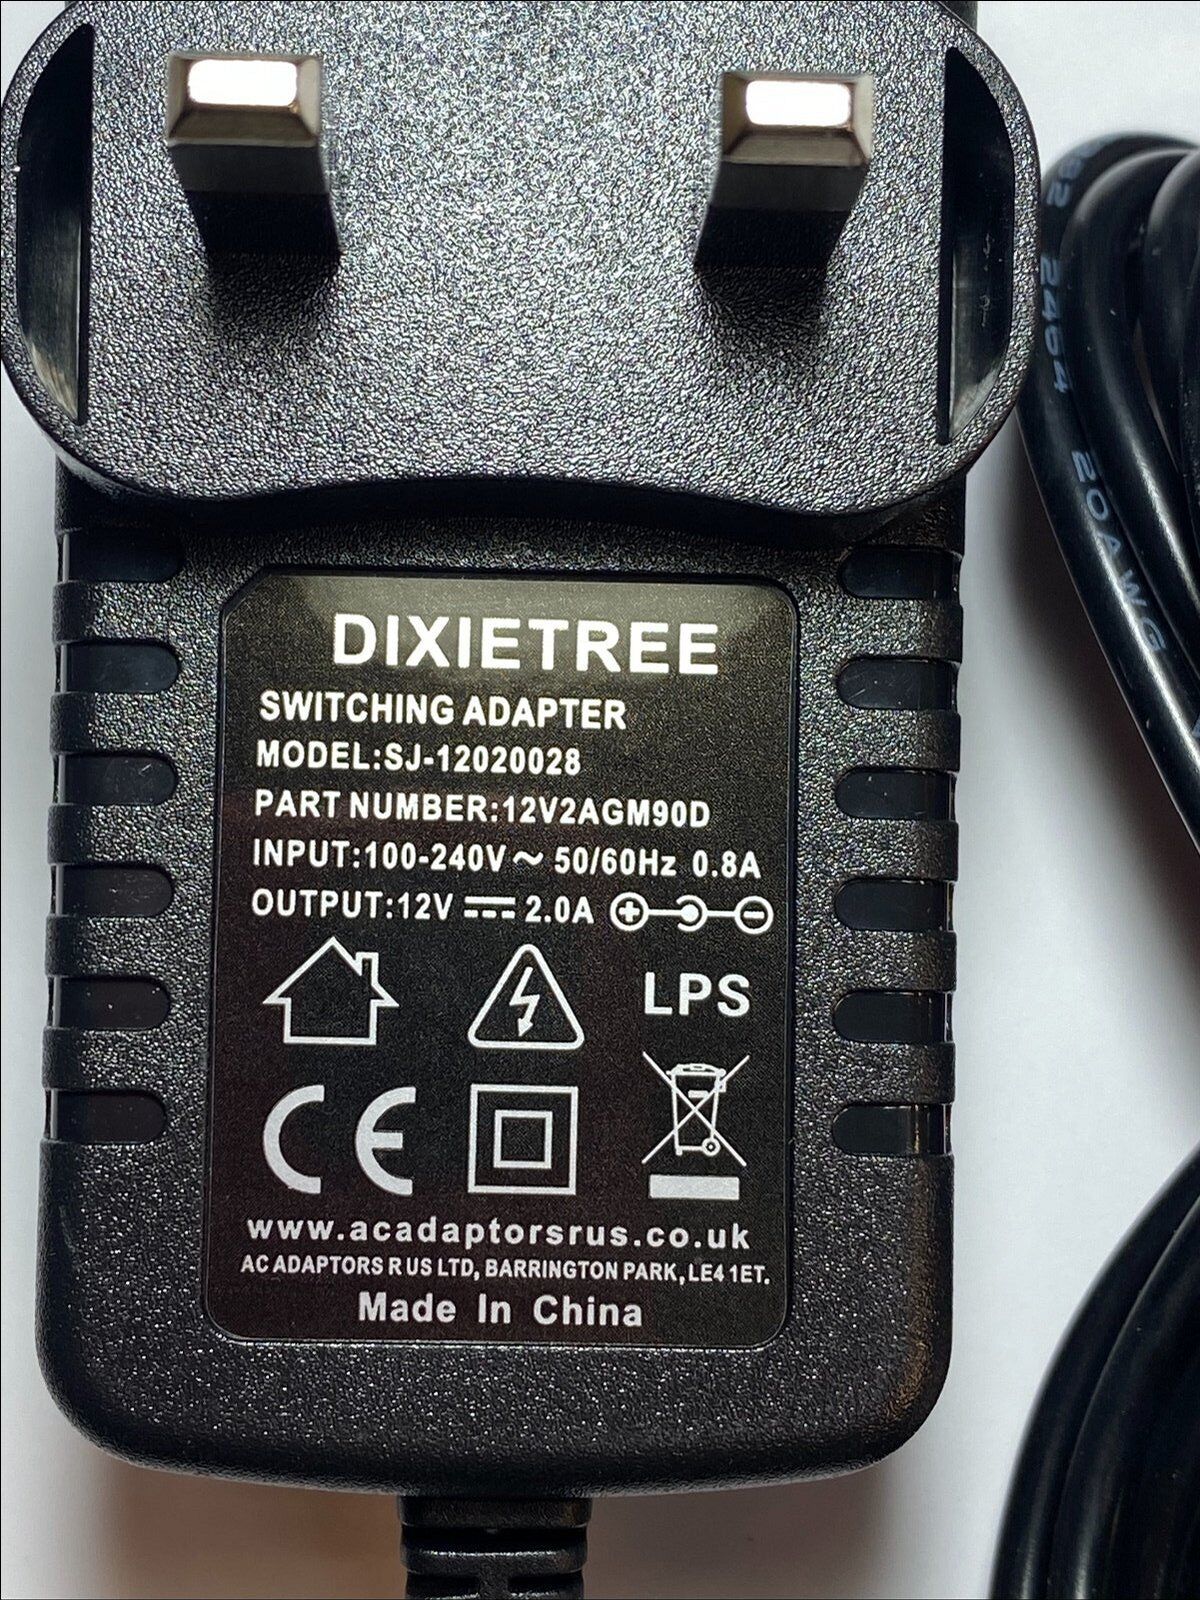 DIXIETREE
SWITCHING ADAPTER
MODEL:SJ-12020028
PART NUMBER:12V2AGM90D
INPUT:100-240V~ 50/60Hz 0.8A
OUTPUT:12V ⎓ 2.0A
LPS
CE
www.acadaptorsrus.co.uk
AC ADAPTORS R US LTD, BARRINGTON PARK, LE4 1ET.
Made In China
2464 20AWG